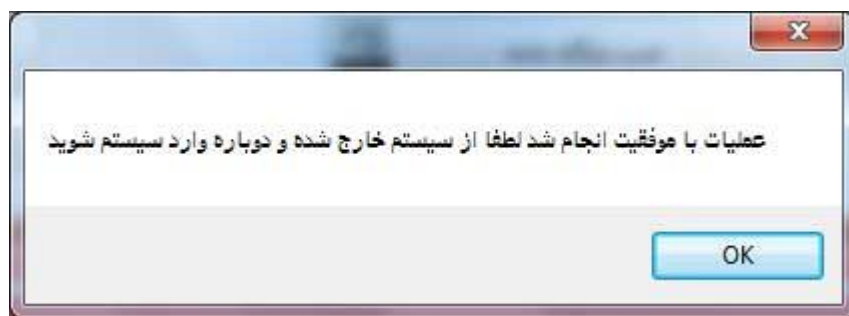 عملیات با موفقیت انجام شد لطفا از سیستم خارج شده و دوباره وارد سیستم شوید
OK